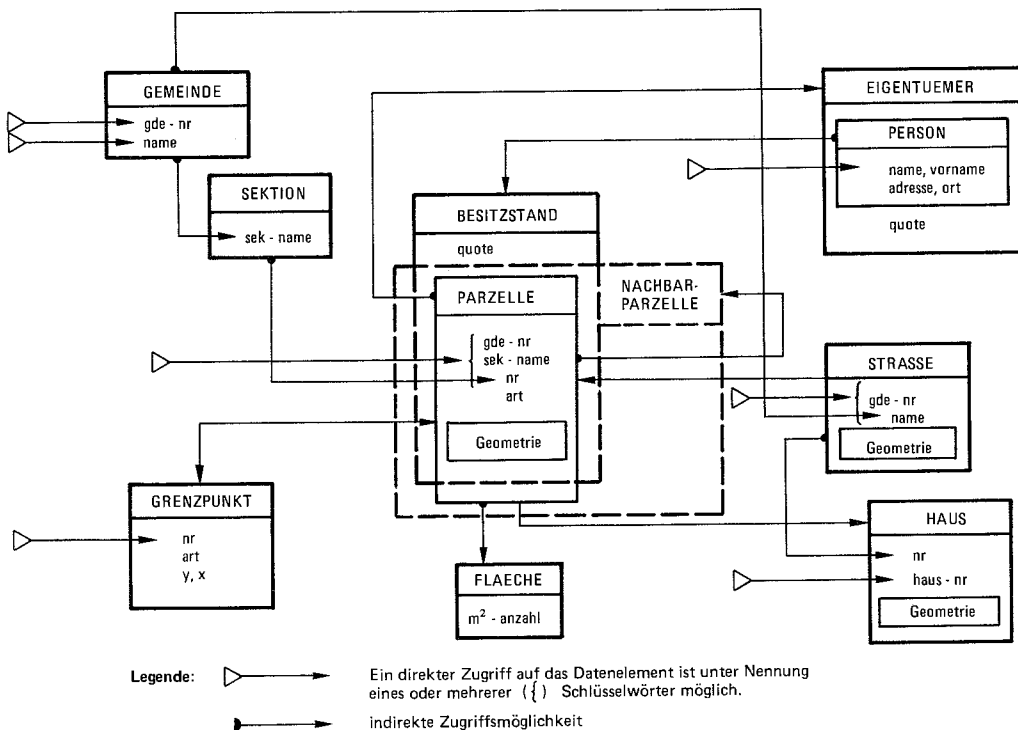 GEMEINDE
gde - nr
name
SEKTION
sek - name
EIGENTUEMER
PERSON
name, vorname
adresse, ort
quote
BESITZSTAND
quote
NACHBAR-
PARZELLE
PARZELLE
gde - nr
sek - name
nr
art
Geometrie
STRASSE
gde - nr
name
Geometrie
GRENZPUNKT
nr
art
y, x
HAUS
nr
haus - nr
Geometrie
FLAECHE
m² - anzahl
Legende:
Ein direkter Zugriff auf das Datenelement ist unter Nennung
eines oder mehrerer ({) Schlüsselwörter möglich.
indirekte Zugriffsmöglichkeit